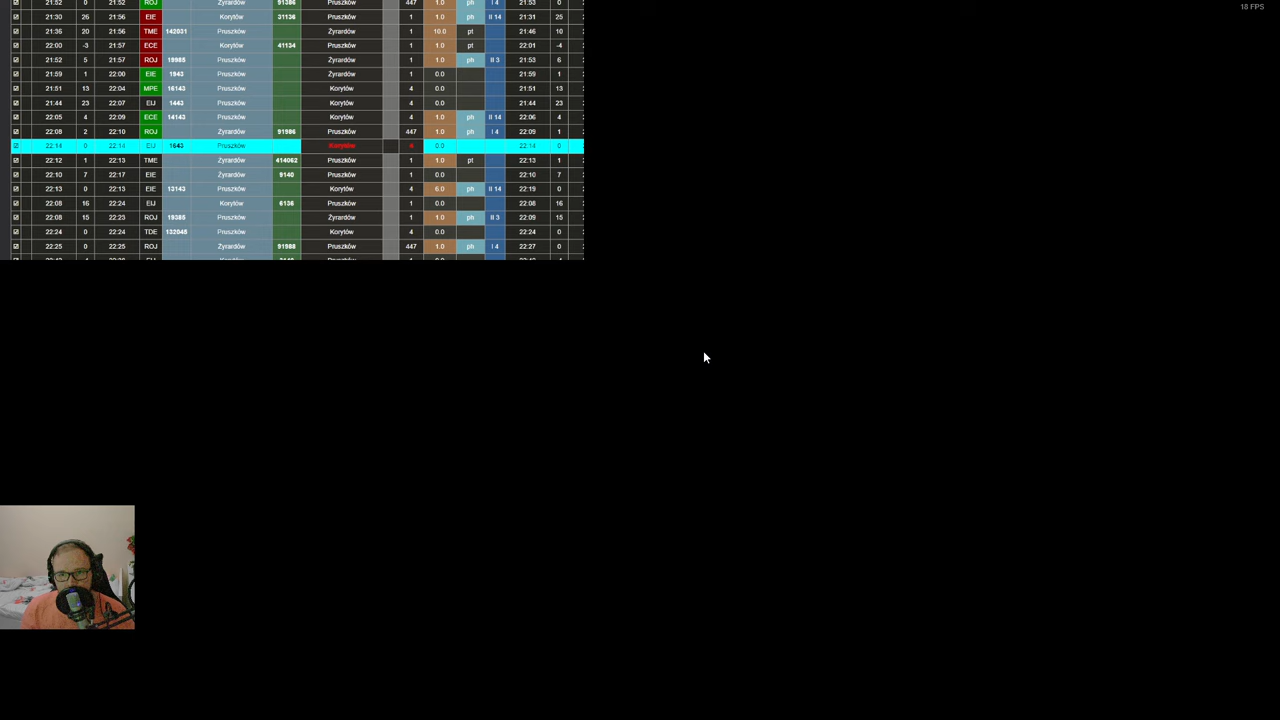 18 FPS
21:52 0 21:52 ROJ Żyrardów 91386 Pruszków 447 1.0 ph I 4 21:53 0
21:30 26 21:56 EIE Korytów 31136 Pruszków 1 1.0 ph II 14 21:31 25
21:36 20 21:56 TME 142031 Pruszków Żyrardów 1 10.0 pt 21:46 10
22:00 -3 21:57 ECE Korytów 41134 Pruszków 1 1.0 pt 22:01 -4
21:52 5 21:57 ROJ 19985 Pruszków Żyrardów 1 1.0 ph II 3 21:53 6
21:59 1 22:00 EIE 1943 Pruszków Żyrardów 1 0.0 21:59 1
21:51 13 22:04 MPE 16143 Pruszków Korytów 4 0.0 21:51 13
21:44 23 22:07 EIJ 1443 Pruszków Korytów 4 0.0 21:44 23
22:05 4 22:09 ECE 14143 Pruszków Korytów 4 1.0 ph II 14 22:06 4
22:08 2 22:10 ROJ Żyrardów 91986 Pruszków 447 1.0 ph I 4 22:09 1
22:14 0 22:14 EIJ 1643 Pruszków Korytów 4 0.0 22:14 0
22:12 1 22:13 TME Żyrardów 414062 Pruszków 1 1.0 pt 22:13 1
22:10 7 22:17 EIE Żyrardów 9140 Pruszków 1 0.0 22:10 7
22:13 0 22:13 EIE 13143 Pruszków Korytów 4 6.0 ph II 14 22:19 0
22:08 16 22:24 EIJ Korytów 6136 Pruszków 1 0.0 22:08 16
22:08 15 22:23 ROJ 19385 Pruszków Żyrardów 1 1.0 ph II 3 22:09 15
22:24 0 22:24 TDE 132045 Pruszków Korytów 4 0.0 22:24 0
22:25 0 22:25 ROJ Żyrardów 91988 Pruszków 447 1.0 ph I 4 22:27 0